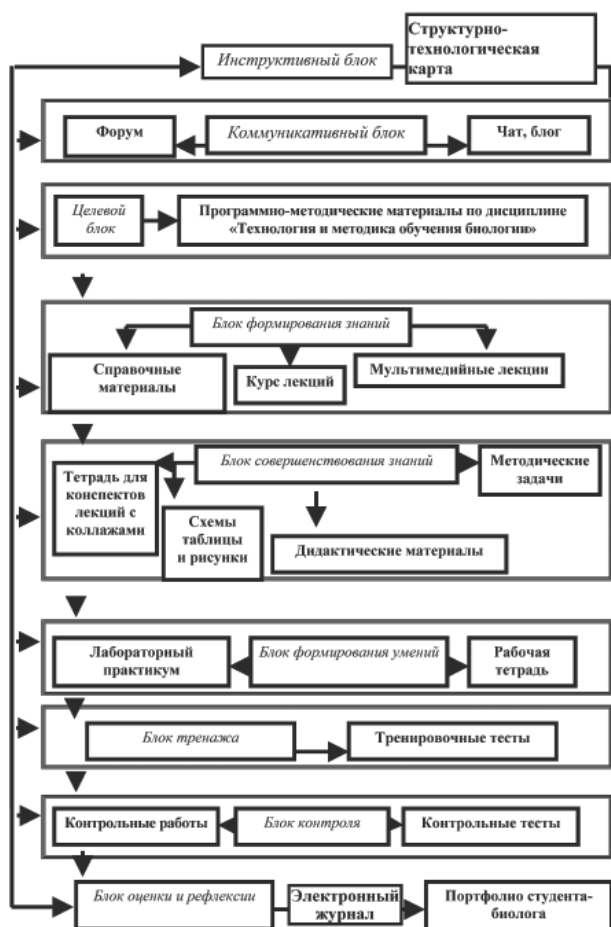 Инструктивный блок
Структурно-
технологическая
карта
Форум
Коммуникативный блок
Чат, блог
Целевой
блок
Программно-методические материалы по дисциплине
«Технология и методика обучения биологии»
Блок формирования знаний
Справочные
материалы
Курс лекций
Мультимедийные лекции
Блок совершенствования знаний
Тетрадь для
конспектов
лекций с
коллажами
Методические
задачи
Схемы
таблицы
и рисунки
Дидактические материалы
Лабораторный
практикум
Блок формирования умений
Рабочая
тетрадь
Блок тренажа
Тренировочные тесты
Контрольные работы
Блок контроля
Контрольные тесты
Блок оценки и рефлексии
Электронный
журнал
Портфолио студента-
биолога